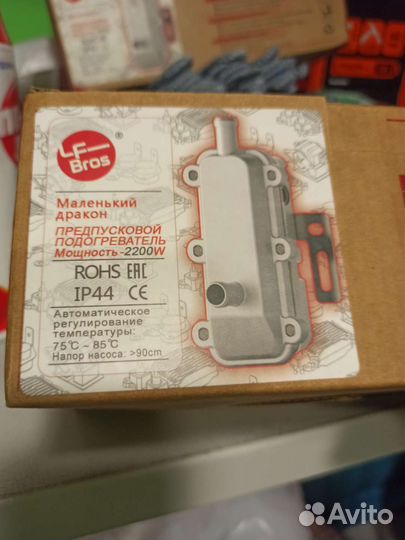 LF
Bros ®
Маленький
дракон
ПРЕДПУСКОВОЙ
ПОДОГРЕВАТЕЛЬ
Мощность -2200W
ROHS EAC
IP44 CE
Автоматическое
регулирование
температуры:
75℃ ~ 85℃
Напор насоса: >90cm
Avito